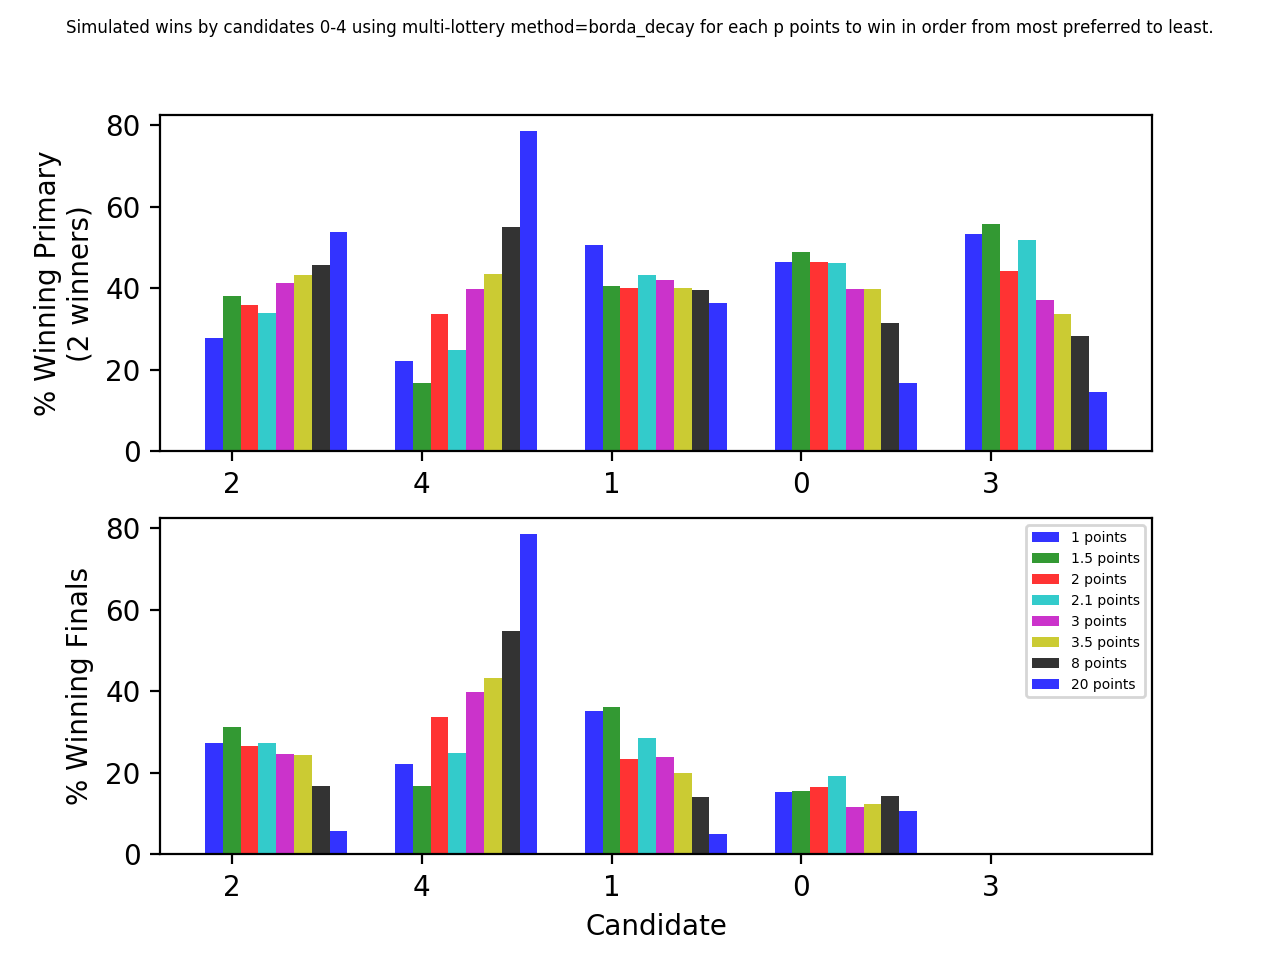 Simulated wins by candidates 0-4 using multi-lottery method=borda_decay for each p points to win in order from most preferred to least.
% Winning Primary
(2 winners)
80
60
40
20
0
2 4 1 0 3
% Winning Finals
80
60
40
20
0
1 points
1.5 points
2 points
2.1 points
3 points
3.5 points
8 points
20 points
2 4 1 0 3
Candidate